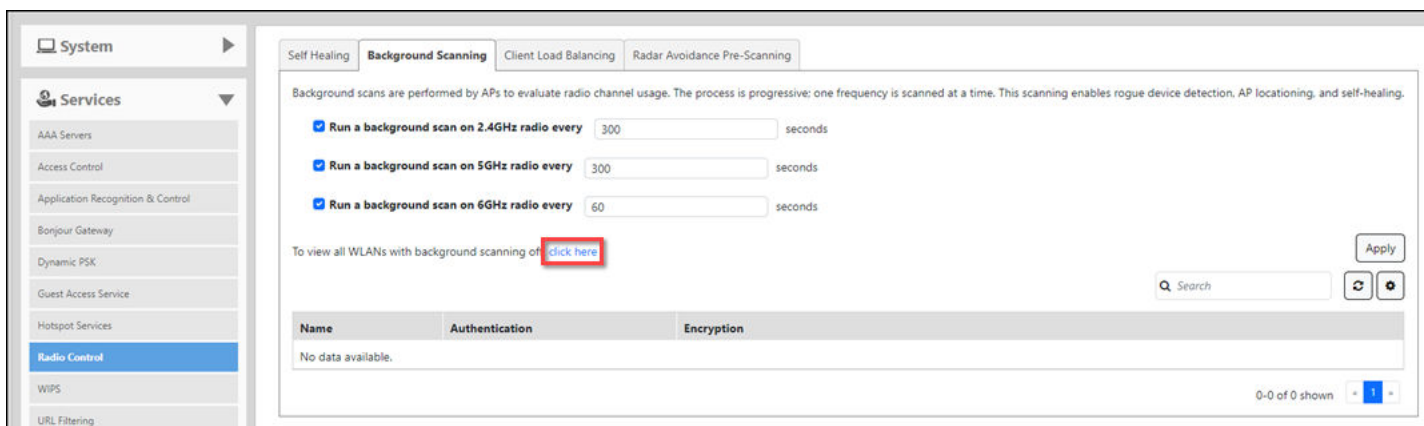 System
Services
AAA Servers
Access Control
Application Recognition & Control
Bonjour Gateway
Dynamic PSK
Guest Access Service
Hotspot Services
Radio Control
WIPS
URL Filtering
Self Healing
Background Scanning
Client Load Balancing
Radar Avoidance Pre-Scanning
Background scans are performed by APs to evaluate radio channel usage. The process is progressive; one frequency is scanned at a time. This scanning enables rogue device detection, AP locationing, and self-healing.
Run a background scan on 2.4GHz radio every 300 seconds
Run a background scan on 5GHz radio every 300 seconds
Run a background scan on 6GHz radio every 60 seconds
To view all WLANs with background scanning of click here
Apply
Search
Name Authentication Encryption
No data available.
0-0 of 0 shown « 1 »